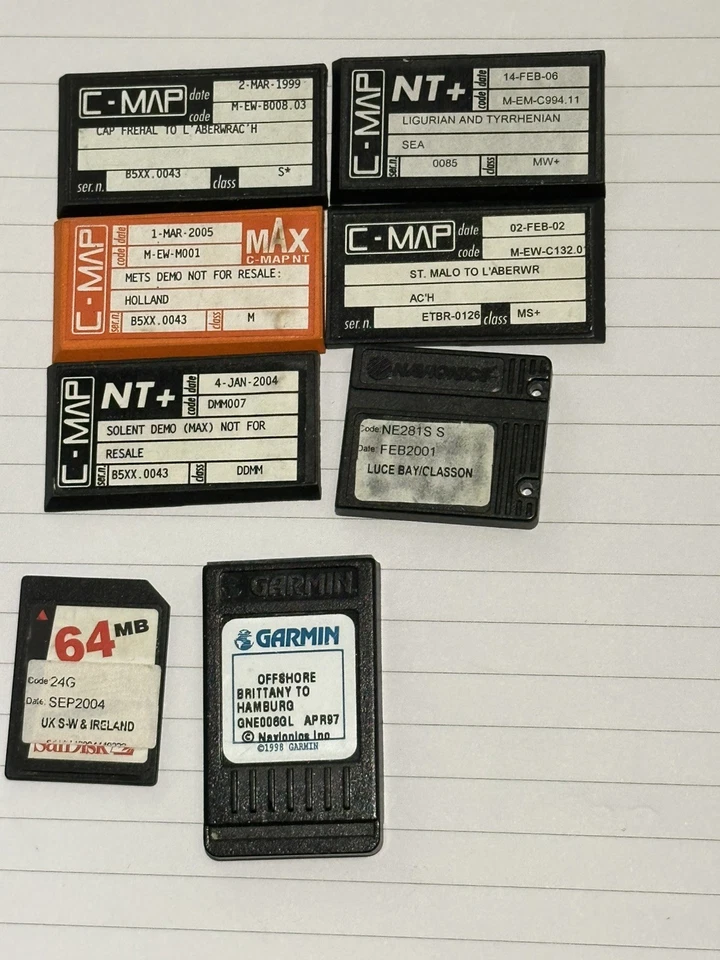 C-MAP
date 2-MAR-1999
code M-EW-B008.03
CAP FREHAL TO L'ABERWRAC'H
ser.n. B5XX.0043 class S*
C-MAP
NT+
date 14-FEB-06
code M-EM-C994.11
LIGURIAN AND TYRRHENIAN
SEA
ser.n. 0085 class MW+
C-MAP
date 1-MAR-2005
code M-EW-M001
MAX
C-MAP NT
METS DEMO NOT FOR RESALE:
HOLLAND
ser.n. B5XX.0043 class M
C-MAP
date 02-FEB-02
code M-EW-C132.0
ST. MALO TO L'ABERWR
AC'H
ser.n. ETBR-0126 class MS+
C-MAP
NT+
date 4-JAN-2004
code DMM007
SOLENT DEMO (MAX) NOT FOR
RESALE
ser.n. B5XX.0043 class DDMM
NAVIONICS
Code: NE281S S
Date: FEB2001
LUCE BAY/CLASSON
64MB
Code: 24G
Date: SEP2004
UK S-W & IRELAND
SanDisk
GARMIN
GARMIN
OFFSHORE
BRITTANY TO
HAMBURG
GNE006GL APR97
© Navionics Inc
©1998 GARMIN